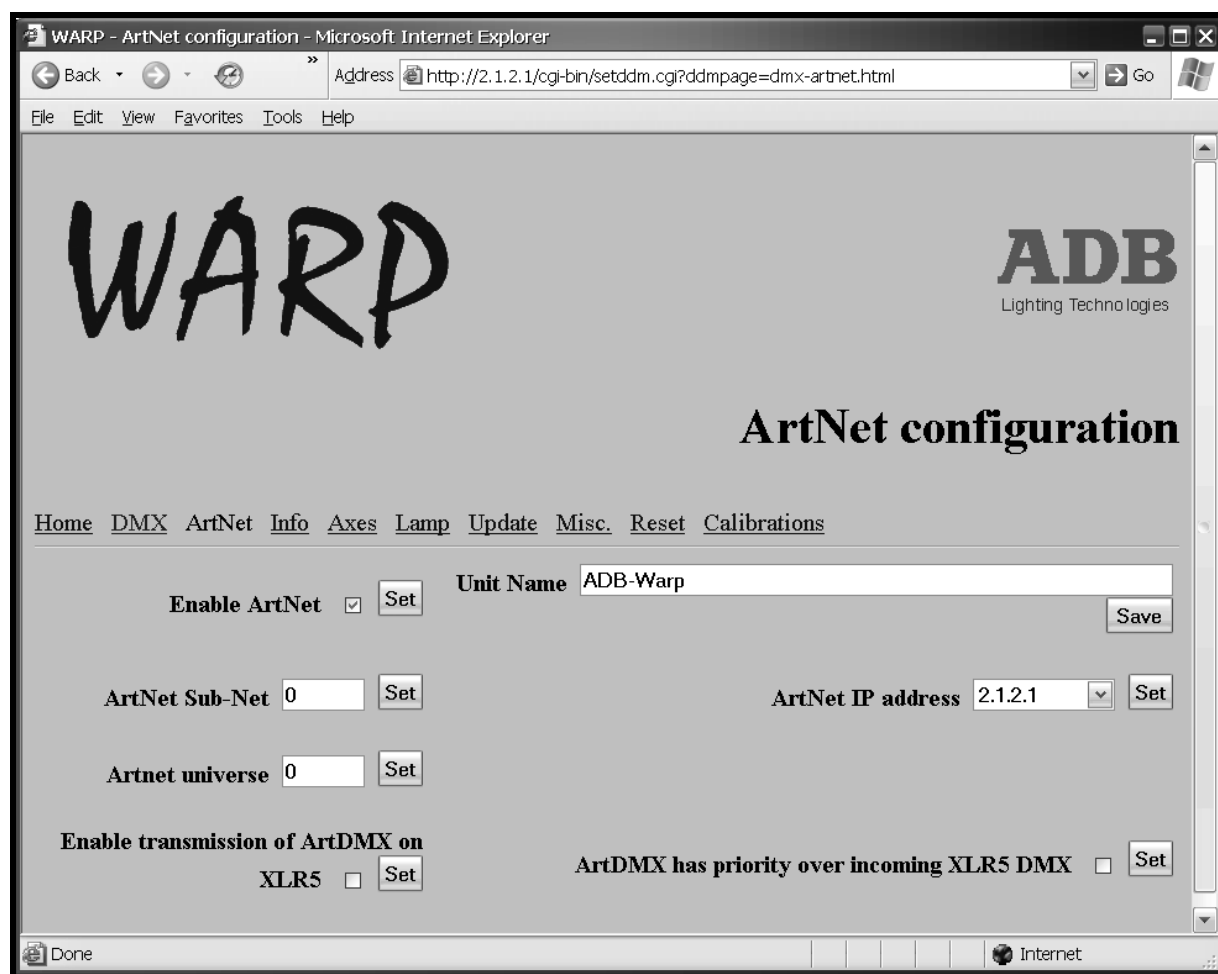 WARP - ArtNet configuration - Microsoft Internet Explorer
Back » Address http://2.1.2.1/cgi-bin/setddm.cgi?ddmpage=dmx-artnet.html Go
File Edit View Favorites Tools Help
WARP
ADB
Lighting Technologies
ArtNet configuration
Home DMX ArtNet Info Axes Lamp Update Misc. Reset Calibrations
Enable ArtNet Set Unit Name ADB-Warp
Save
ArtNet Sub-Net 0 Set ArtNet IP address 2.1.2.1 Set
Artnet universe 0 Set
Enable transmission of ArtDMX on
XLR5 Set ArtDMX has priority over incoming XLR5 DMX Set
Done Internet